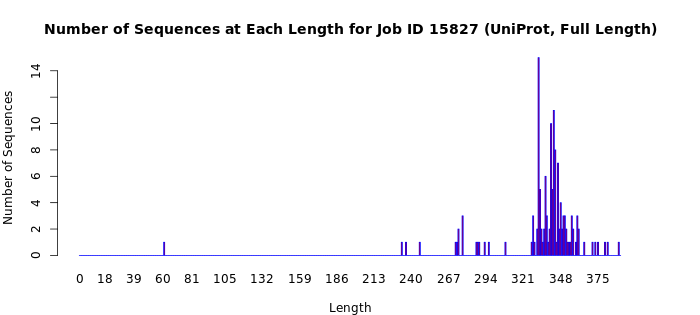 Number of Sequences at Each Length for Job ID 15827 (UniProt, Full Length)
Number of Sequences
14
10
8
6
4
2
0
0 18 39 60 81 105 132 159 186 213 240 267 294 321 348 375
Length